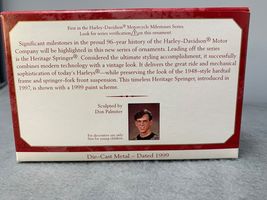 First in the Harley-Davidson® Motorcycle Milestones Series
Look for series verification on this ornament.
Significant milestones in the proud 96-year history of the Harley-Davidson® Motor
Company will be highlighted in this new series of ornaments. Leading off the series
is the Heritage Springer®. Considered the ultimate styling accomplishment, it successfully
combines modern technology with a vintage look. It delivers the great ride and mechanical
sophistication of today's Harleys®—while preserving the look of the 1948-style hardtail
frame and springer-fork front suspension. This timeless Heritage Springer, introduced
in 1997, is shown with a 1999 paint scheme.
Sculpted by
Don Palmiter
For decorative use only.
Not for young children.
Die-Cast Metal – Dated 1999